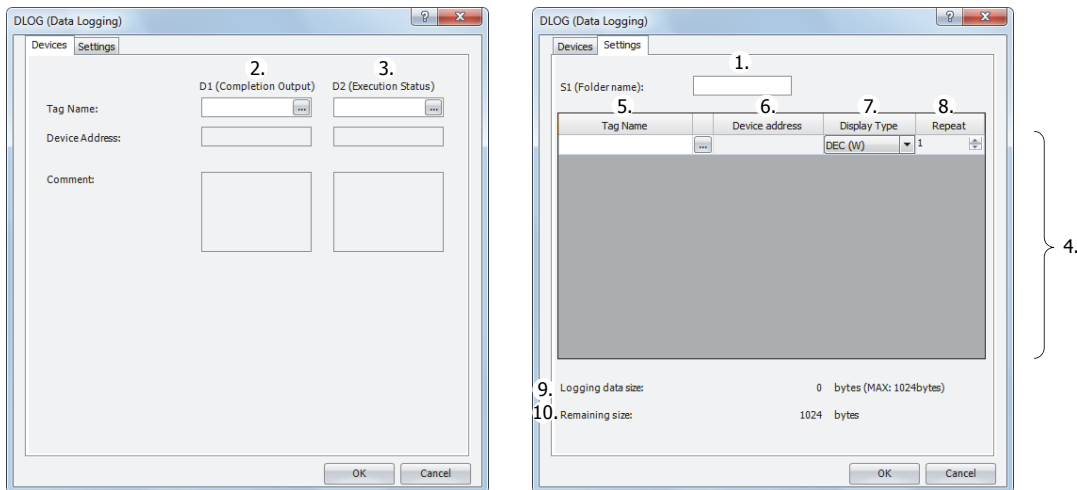 DLOG (Data Logging)
Devices Settings
2. 3.
D1 (Completion Output) D2 (Execution Status)
Tag Name: ... ...
Device Address:
Comment:
OK Cancel
DLOG (Data Logging)
Devices Settings
1.
S1 (Folder name):
5. 6. 7. 8.
Tag Name Device address Display Type Repeat
... DEC (W) 1
4.
9. Logging data size: 0 bytes (MAX: 1024bytes)
10. Remaining size: 1024 bytes
OK Cancel